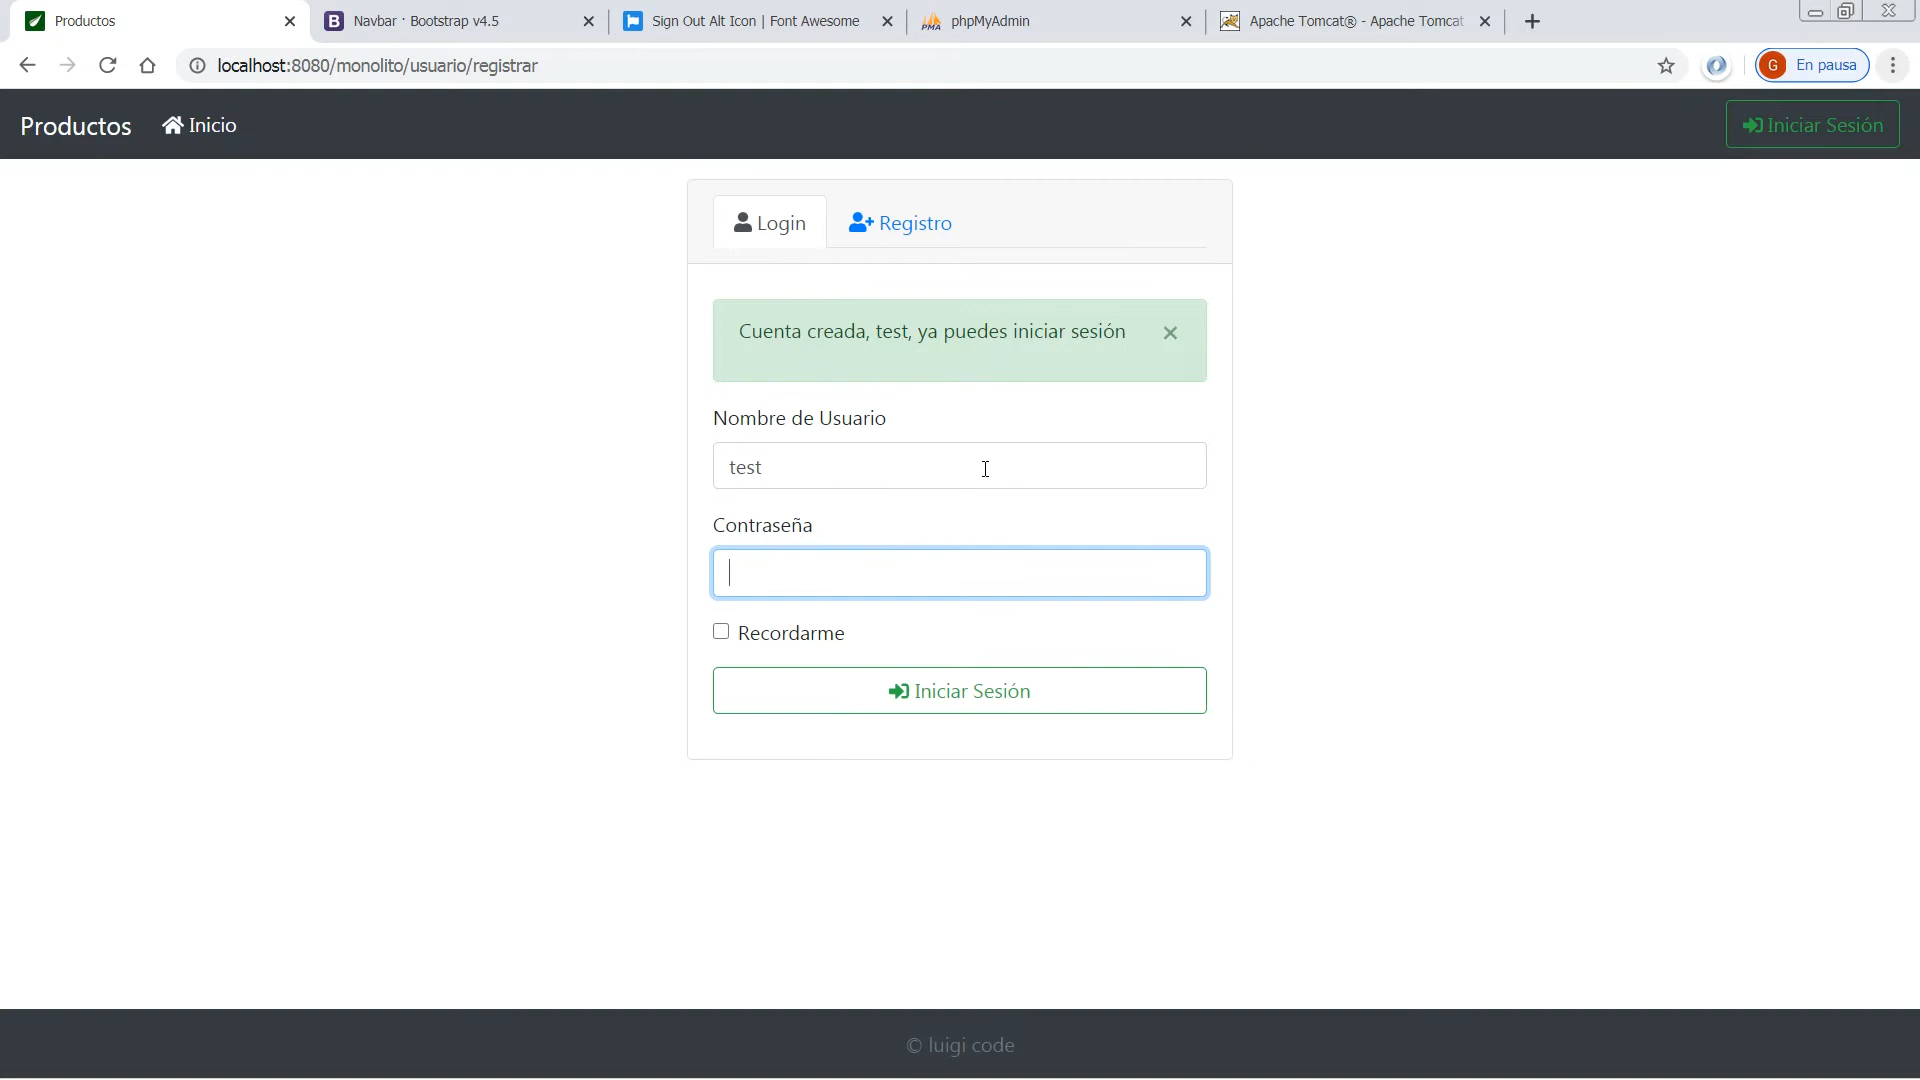 Productos
Navbar · Bootstrap v4.5
Sign Out Alt Icon | Font Awesome
phpMyAdmin
Apache Tomcat® - Apache Tomcat
localhost:8080/monolito/usuario/registrar
G En pausa
Productos
Inicio
Iniciar Sesión
Login
Registro
Cuenta creada, test, ya puedes iniciar sesión
Nombre de Usuario
test
Contraseña
Recordarme
Iniciar Sesión
© luigi code